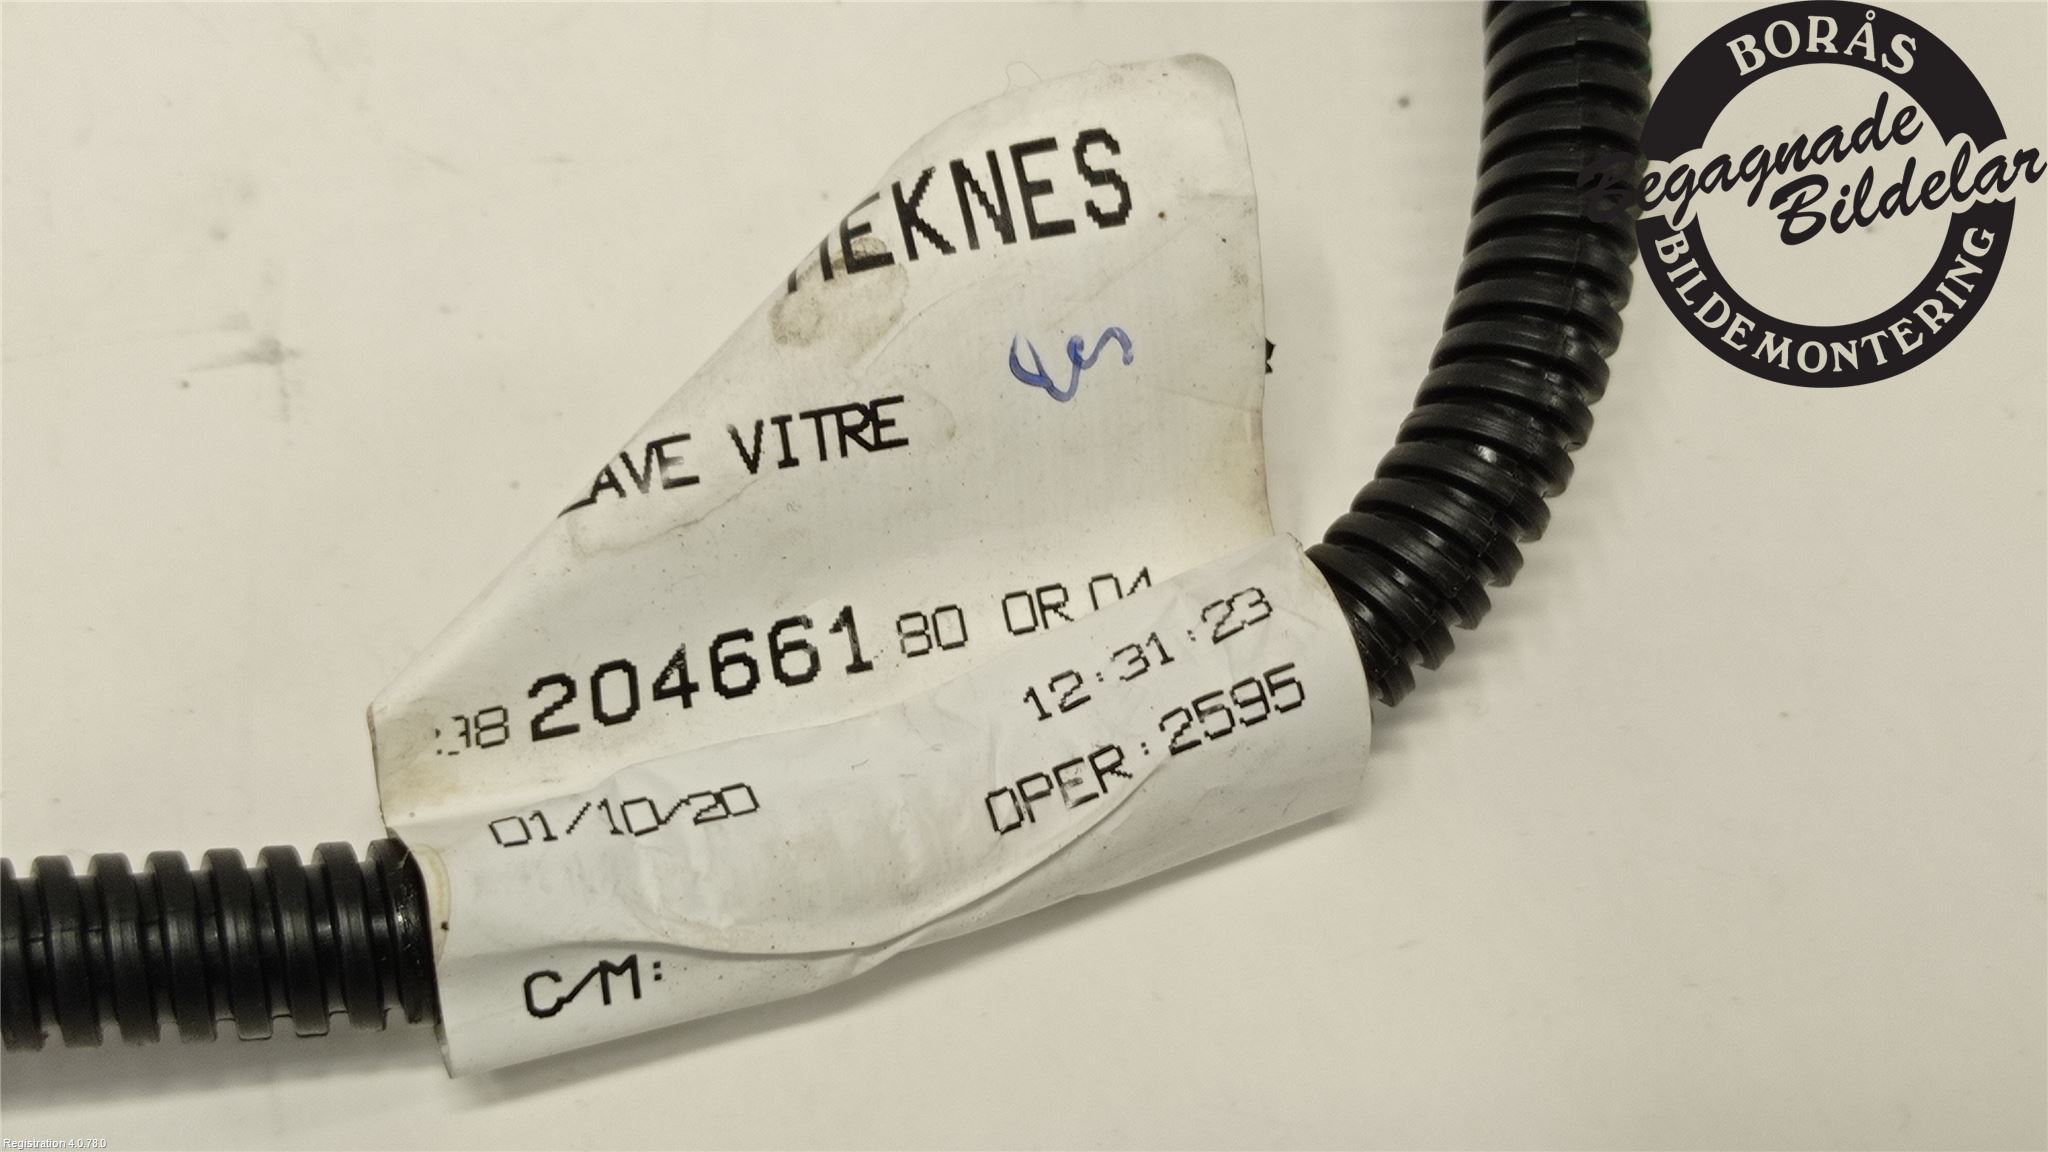 MEKNES
LAVE VITRE
98 204661 80 OR 04
12:31:23
01/10/20
OPER:2595
C/M:
BORÅS
Begagnade
Bildelar
BILDEMONTERING
Registration 4.0.78.0